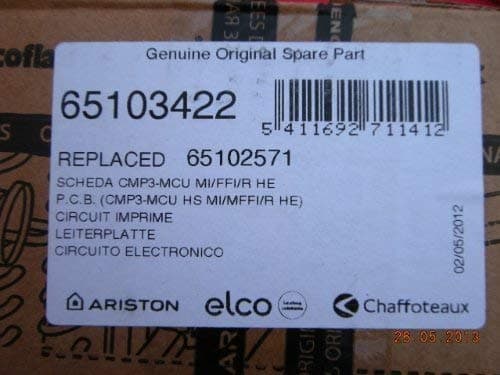 Genuine Original Spare Part
65103422
5 411692 711412
REPLACED 65102571
SCHEDA CMP3-MCU MI/FFI/R HE
P.C.B. (CMP3-MCU HS MI/MFFI/R HE)
CIRCUIT IMPRIME
LEITERPLATTE
CIRCUITO ELECTRONICO
02/05/2012
ARISTON elco Chaffoteaux
28 05 2013